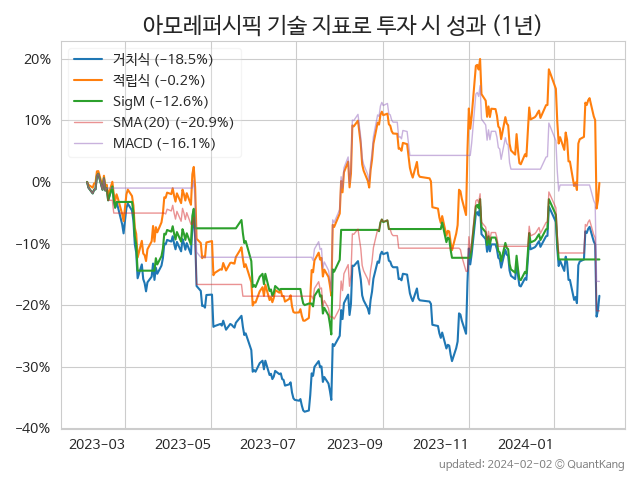 아모레퍼시픽 기술 지표로 투자 시 성과 (1년)
거치식 (−18.5%)
적립식 (−0.2%)
SigM (−12.6%)
SMA(20) (−20.9%)
MACD (−16.1%)
20%
10%
0%
−10%
−20%
−30%
−40%
2023-03 2023-05 2023-07 2023-09 2023-11 2024-01
updated: 2024-02-02 © QuantKang